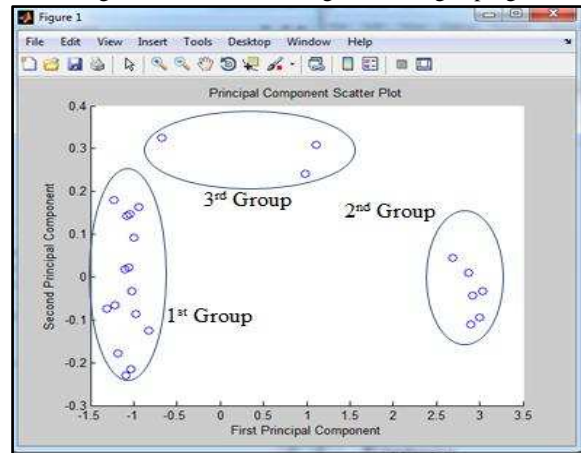 Figure 1
File Edit View Insert Tools Desktop Window Help
Principal Component Scatter Plot
Second Principal Component
0.4
0.3
0.2
0.1
0
-0.1
-0.2
-0.3
3rd Group
2nd Group
1st Group
-1.5 -1 -0.5 0 0.5 1 1.5 2 2.5 3 3.5
First Principal Component